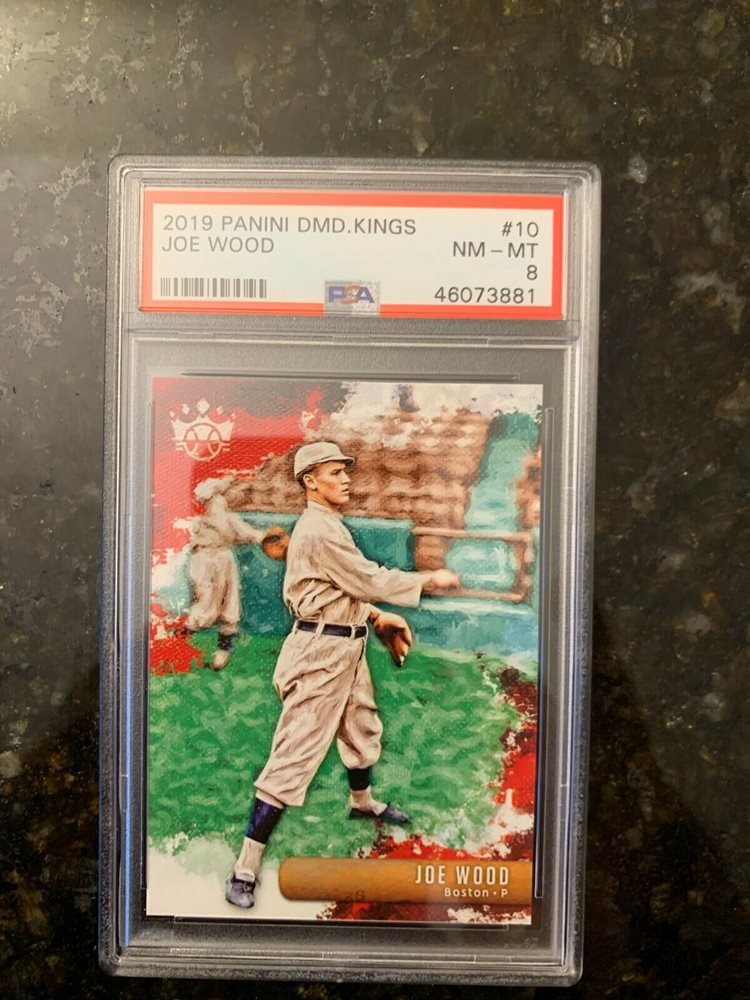 2019 PANINI DMD.KINGS #10
JOE WOOD NM – MT
8
PSA 46073881
JOE WOOD
Boston • P